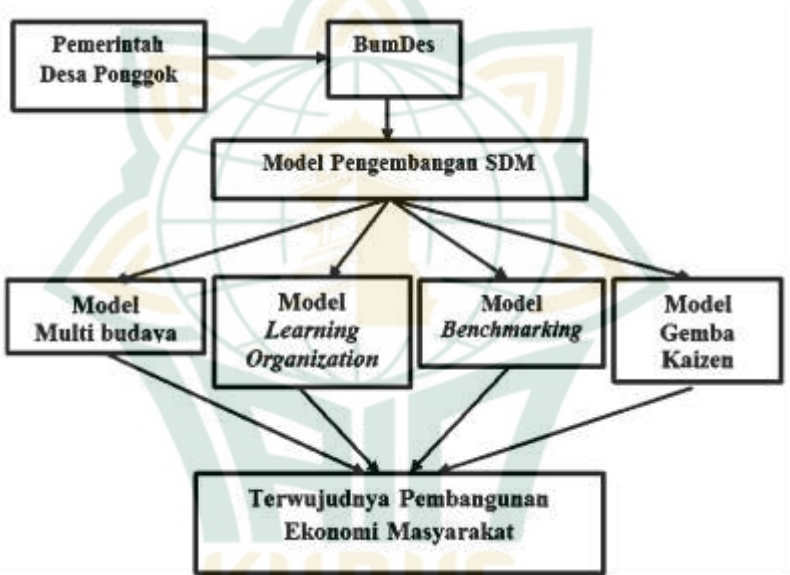 Pemerintah
Desa Ponggok
BumDes
Model Pengembangan SDM
Model
Multi budaya
Model
Learning
Organization
Model
Benchmarking
Model
Gemba
Kaizen
Terwujudnya Pembangunan
Ekonomi Masyarakat